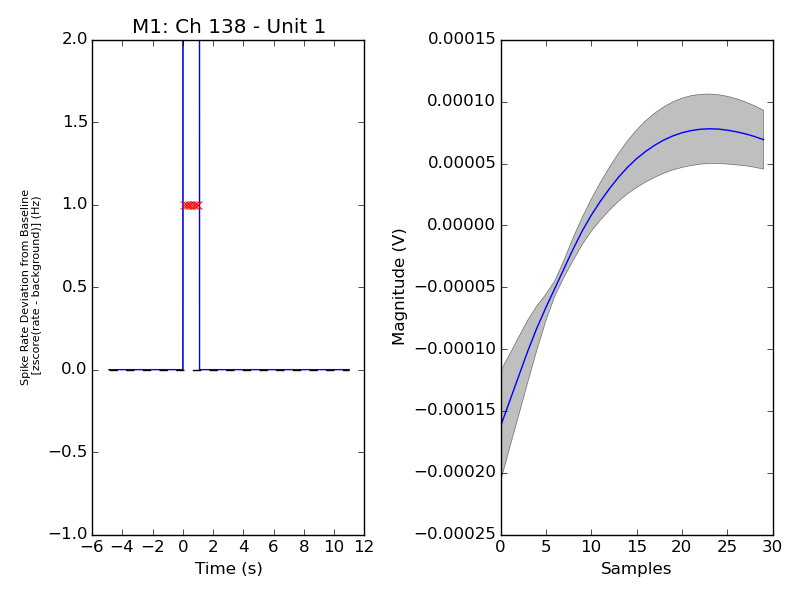 M1: Ch 138 - Unit 1
2.0
1.5
1.0
0.5
0.0
−0.5
−1.0
Spike Rate Deviation from Baseline
[zscore(rate - background)] (Hz)
−6 −4 −2 0 2 4 6 8 10 12
Time (s)
0.00015
0.00010
0.00005
0.00000
−0.00005
−0.00010
−0.00015
−0.00020
−0.00025
Magnitude (V)
0 5 10 15 20 25 30
Samples